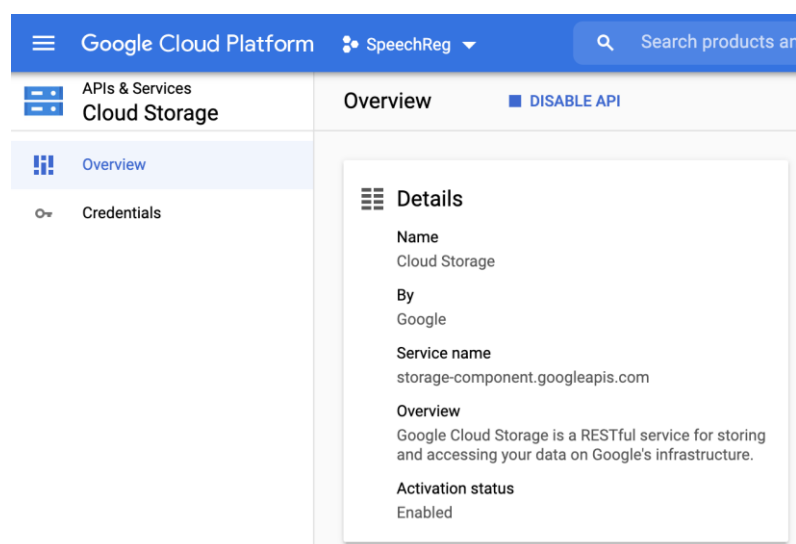 Google Cloud Platform
SpeechReg
Search products
APIs & Services
Cloud Storage
Overview
DISABLE API
Overview
Credentials
Details
Name
Cloud Storage
By
Google
Service name
storage-component.googleapis.com
Overview
Google Cloud Storage is a RESTful service for storing
and accessing your data on Google's infrastructure.
Activation status
Enabled